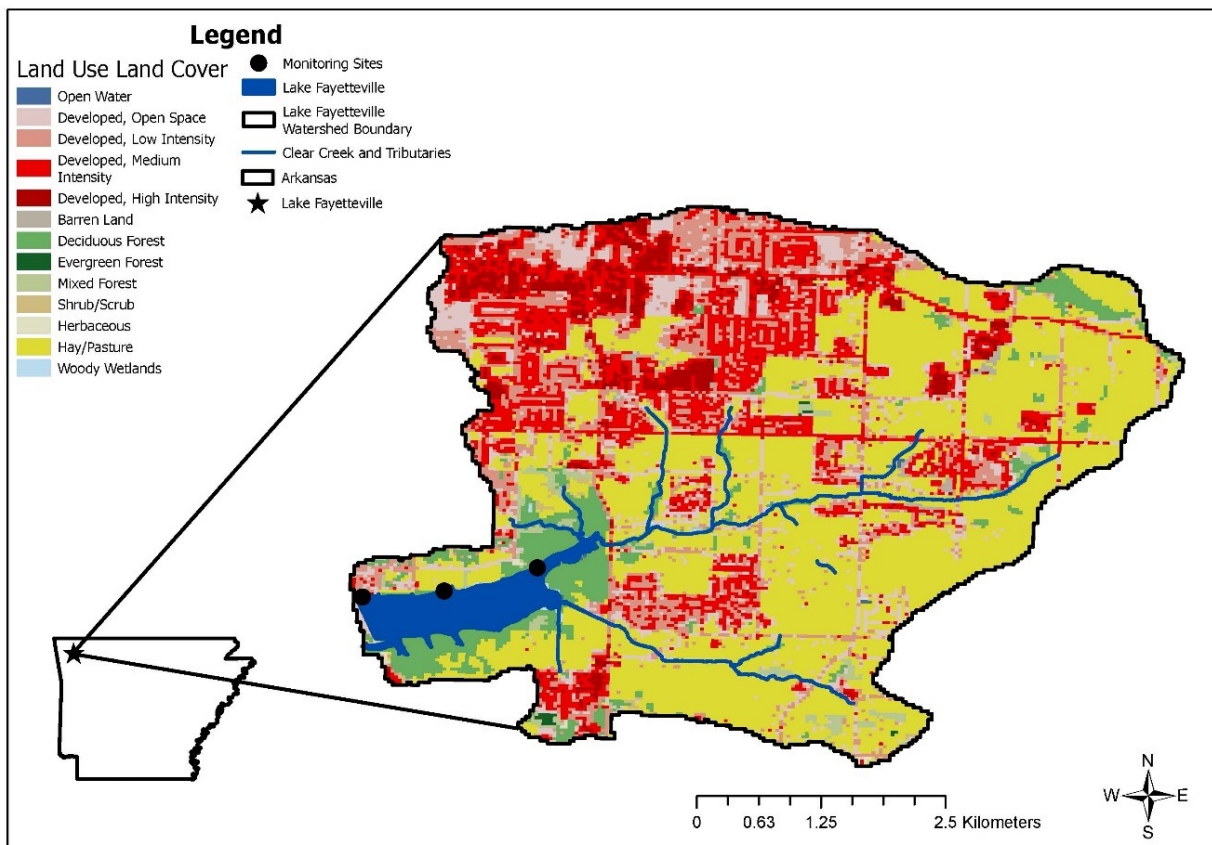 Legend
Land Use Land Cover
Open Water
Developed, Open Space
Developed, Low Intensity
Developed, Medium
Intensity
Developed, High Intensity
Barren Land
Deciduous Forest
Evergreen Forest
Mixed Forest
Shrub/Scrub
Herbaceous
Hay/Pasture
Woody Wetlands
Monitoring Sites
Lake Fayetteville
Lake Fayetteville
Watershed Boundary
Clear Creek and Tributaries
Arkansas
Lake Fayetteville
0 0.63 1.25 2.5 Kilometers
N
W E
S